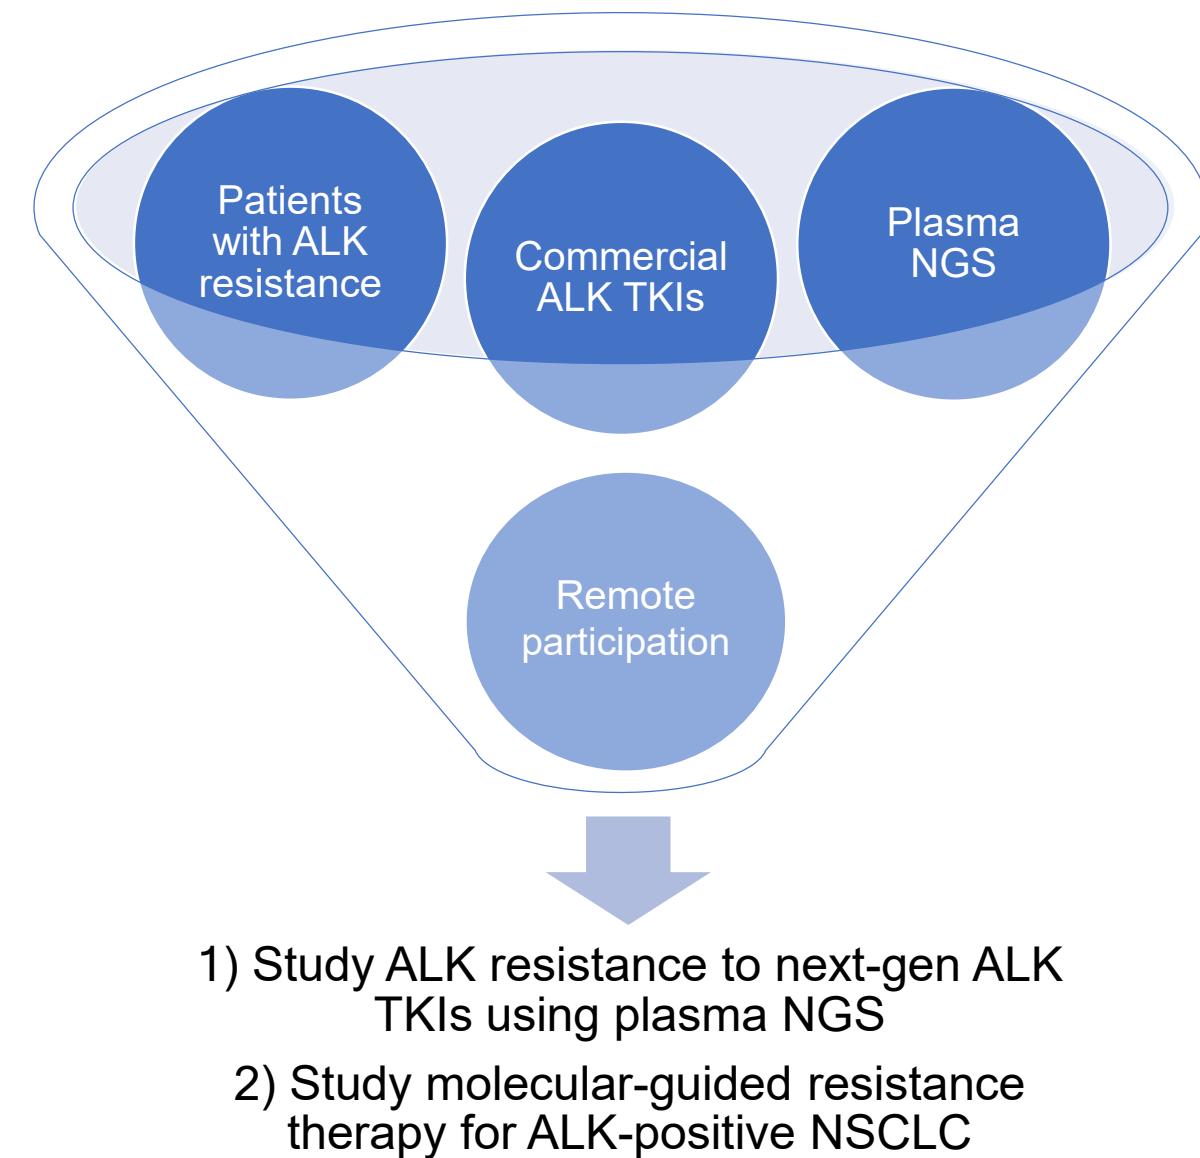 Patients
with ALK
resistance
Commercial
ALK TKIs
Plasma
NGS
Remote
participation
1) Study ALK resistance to next-gen ALK
TKIs using plasma NGS
2) Study molecular-guided resistance
therapy for ALK-positive NSCLC